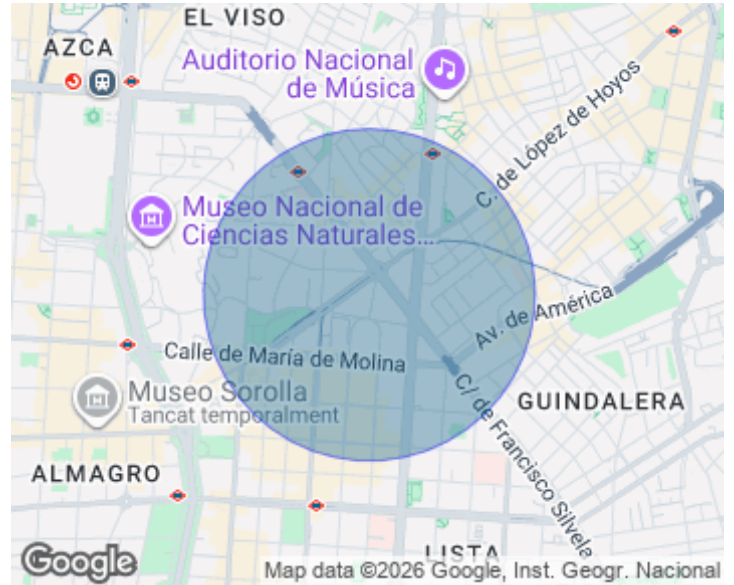 EL VISO
AZCA
Auditorio Nacional
de Música
C. de López de Hoyos
Museo Nacional de
Ciencias Naturales...
Av. de América
Calle de María de Molina
Museo Sorolla
Tancat temporalment
C/ de Francisco Silvela
GUINDALERA
ALMAGRO
LISTA
Google
Map data ©2026 Google, Inst. Geogr. Nacional